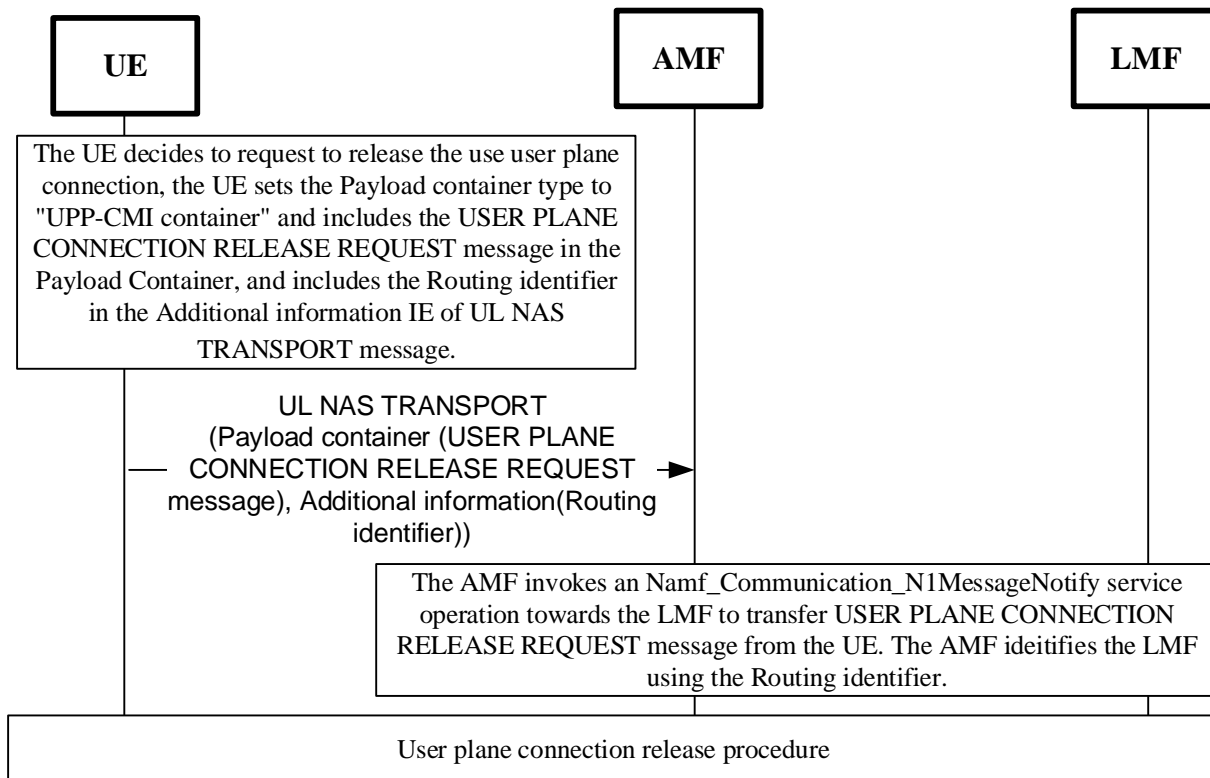 UE
AMF
LMF
The UE decides to request to release the use user plane
connection, the UE sets the Payload container type to
"UPP-CMI container" and includes the USER PLANE
CONNECTION RELEASE REQUEST message in the
Payload Container, and includes the Routing identifier
in the Additional information IE of UL NAS
TRANSPORT message.
UL NAS TRANSPORT
(Payload container (USER PLANE
CONNECTION RELEASE REQUEST
message), Additional information(Routing
identifier))
The AMF invokes an Namf_Communication_N1MessageNotify service
operation towards the LMF to transfer USER PLANE CONNECTION
RELEASE REQUEST message from the UE. The AMF ideitifies the LMF
using the Routing identifier.
User plane connection release procedure